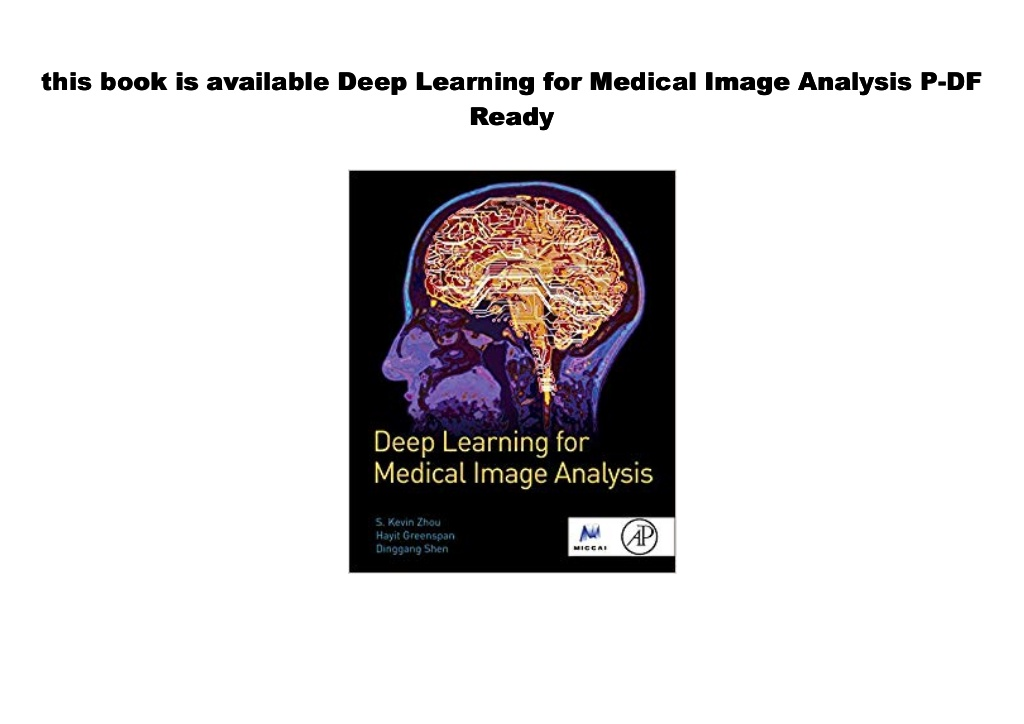 this book is available Deep Learning for Medical Image Analysis P-DF
Ready
Deep Learning for
Medical Image Analysis
S. Kevin Zhou
Hayit Greenspan
Dinggang Shen
MICCAI
AP